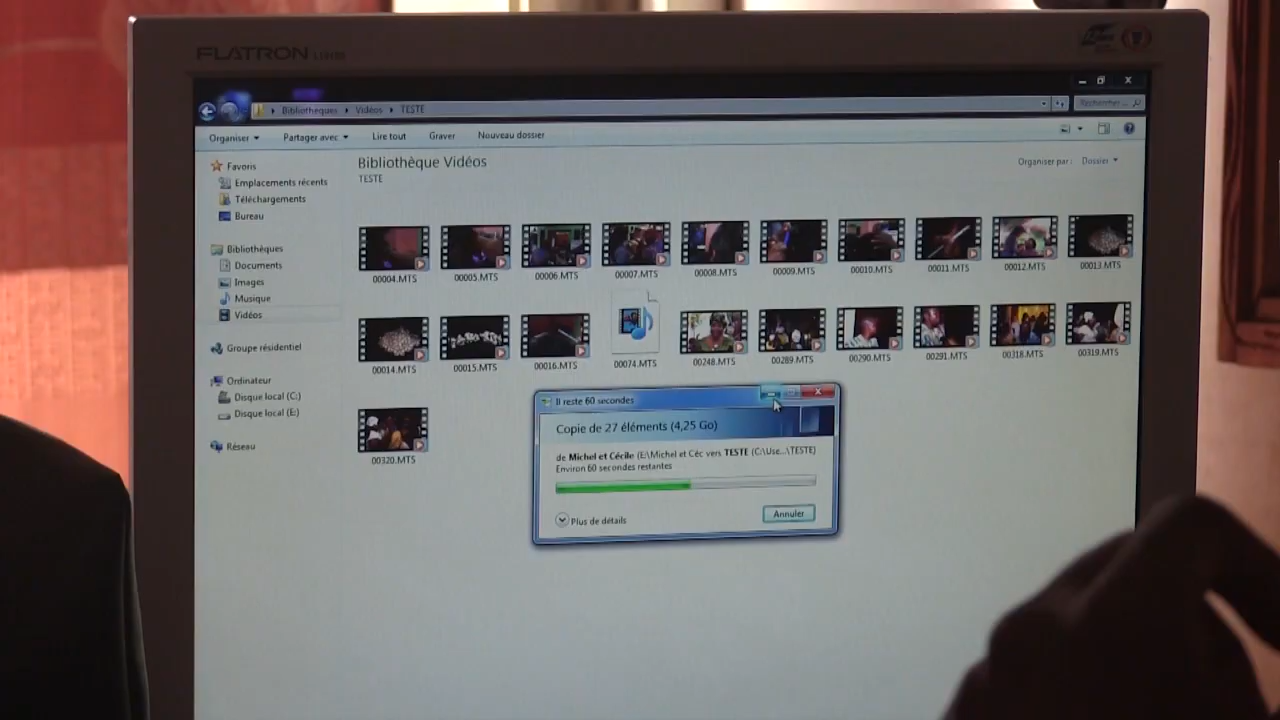 FLATRON
Bibliothèques Vidéos TESTE
Rechercher...
Organiser Partager avec Lire tout Graver Nouveau dossier
Favoris
Emplacements récents
Téléchargements
Bureau
Bibliothèques
Documents
Images
Musique
Vidéos
Groupe résidentiel
Ordinateur
Disque local (C:)
Disque local (E:)
Réseau
Bibliothèque Vidéos
TESTE
Organiser par : Dossier
00004.MTS 00005.MTS 00006.MTS 00007.MTS 00008.MTS 00009.MTS 00010.MTS 00011.MTS 00012.MTS 00013.MTS
00014.MTS 00015.MTS 00016.MTS 00074.MTS 00248.MTS 00289.MTS 00290.MTS 00291.MTS 00318.MTS 00319.MTS
00320.MTS
Il reste 60 secondes
Copie de 27 éléments (4,25 Go)
de Michel et Cécile (E:\Michel et Céc vers TESTE (C:\Use...\TESTE)
Environ 60 secondes restantes
Plus de détails
Annuler